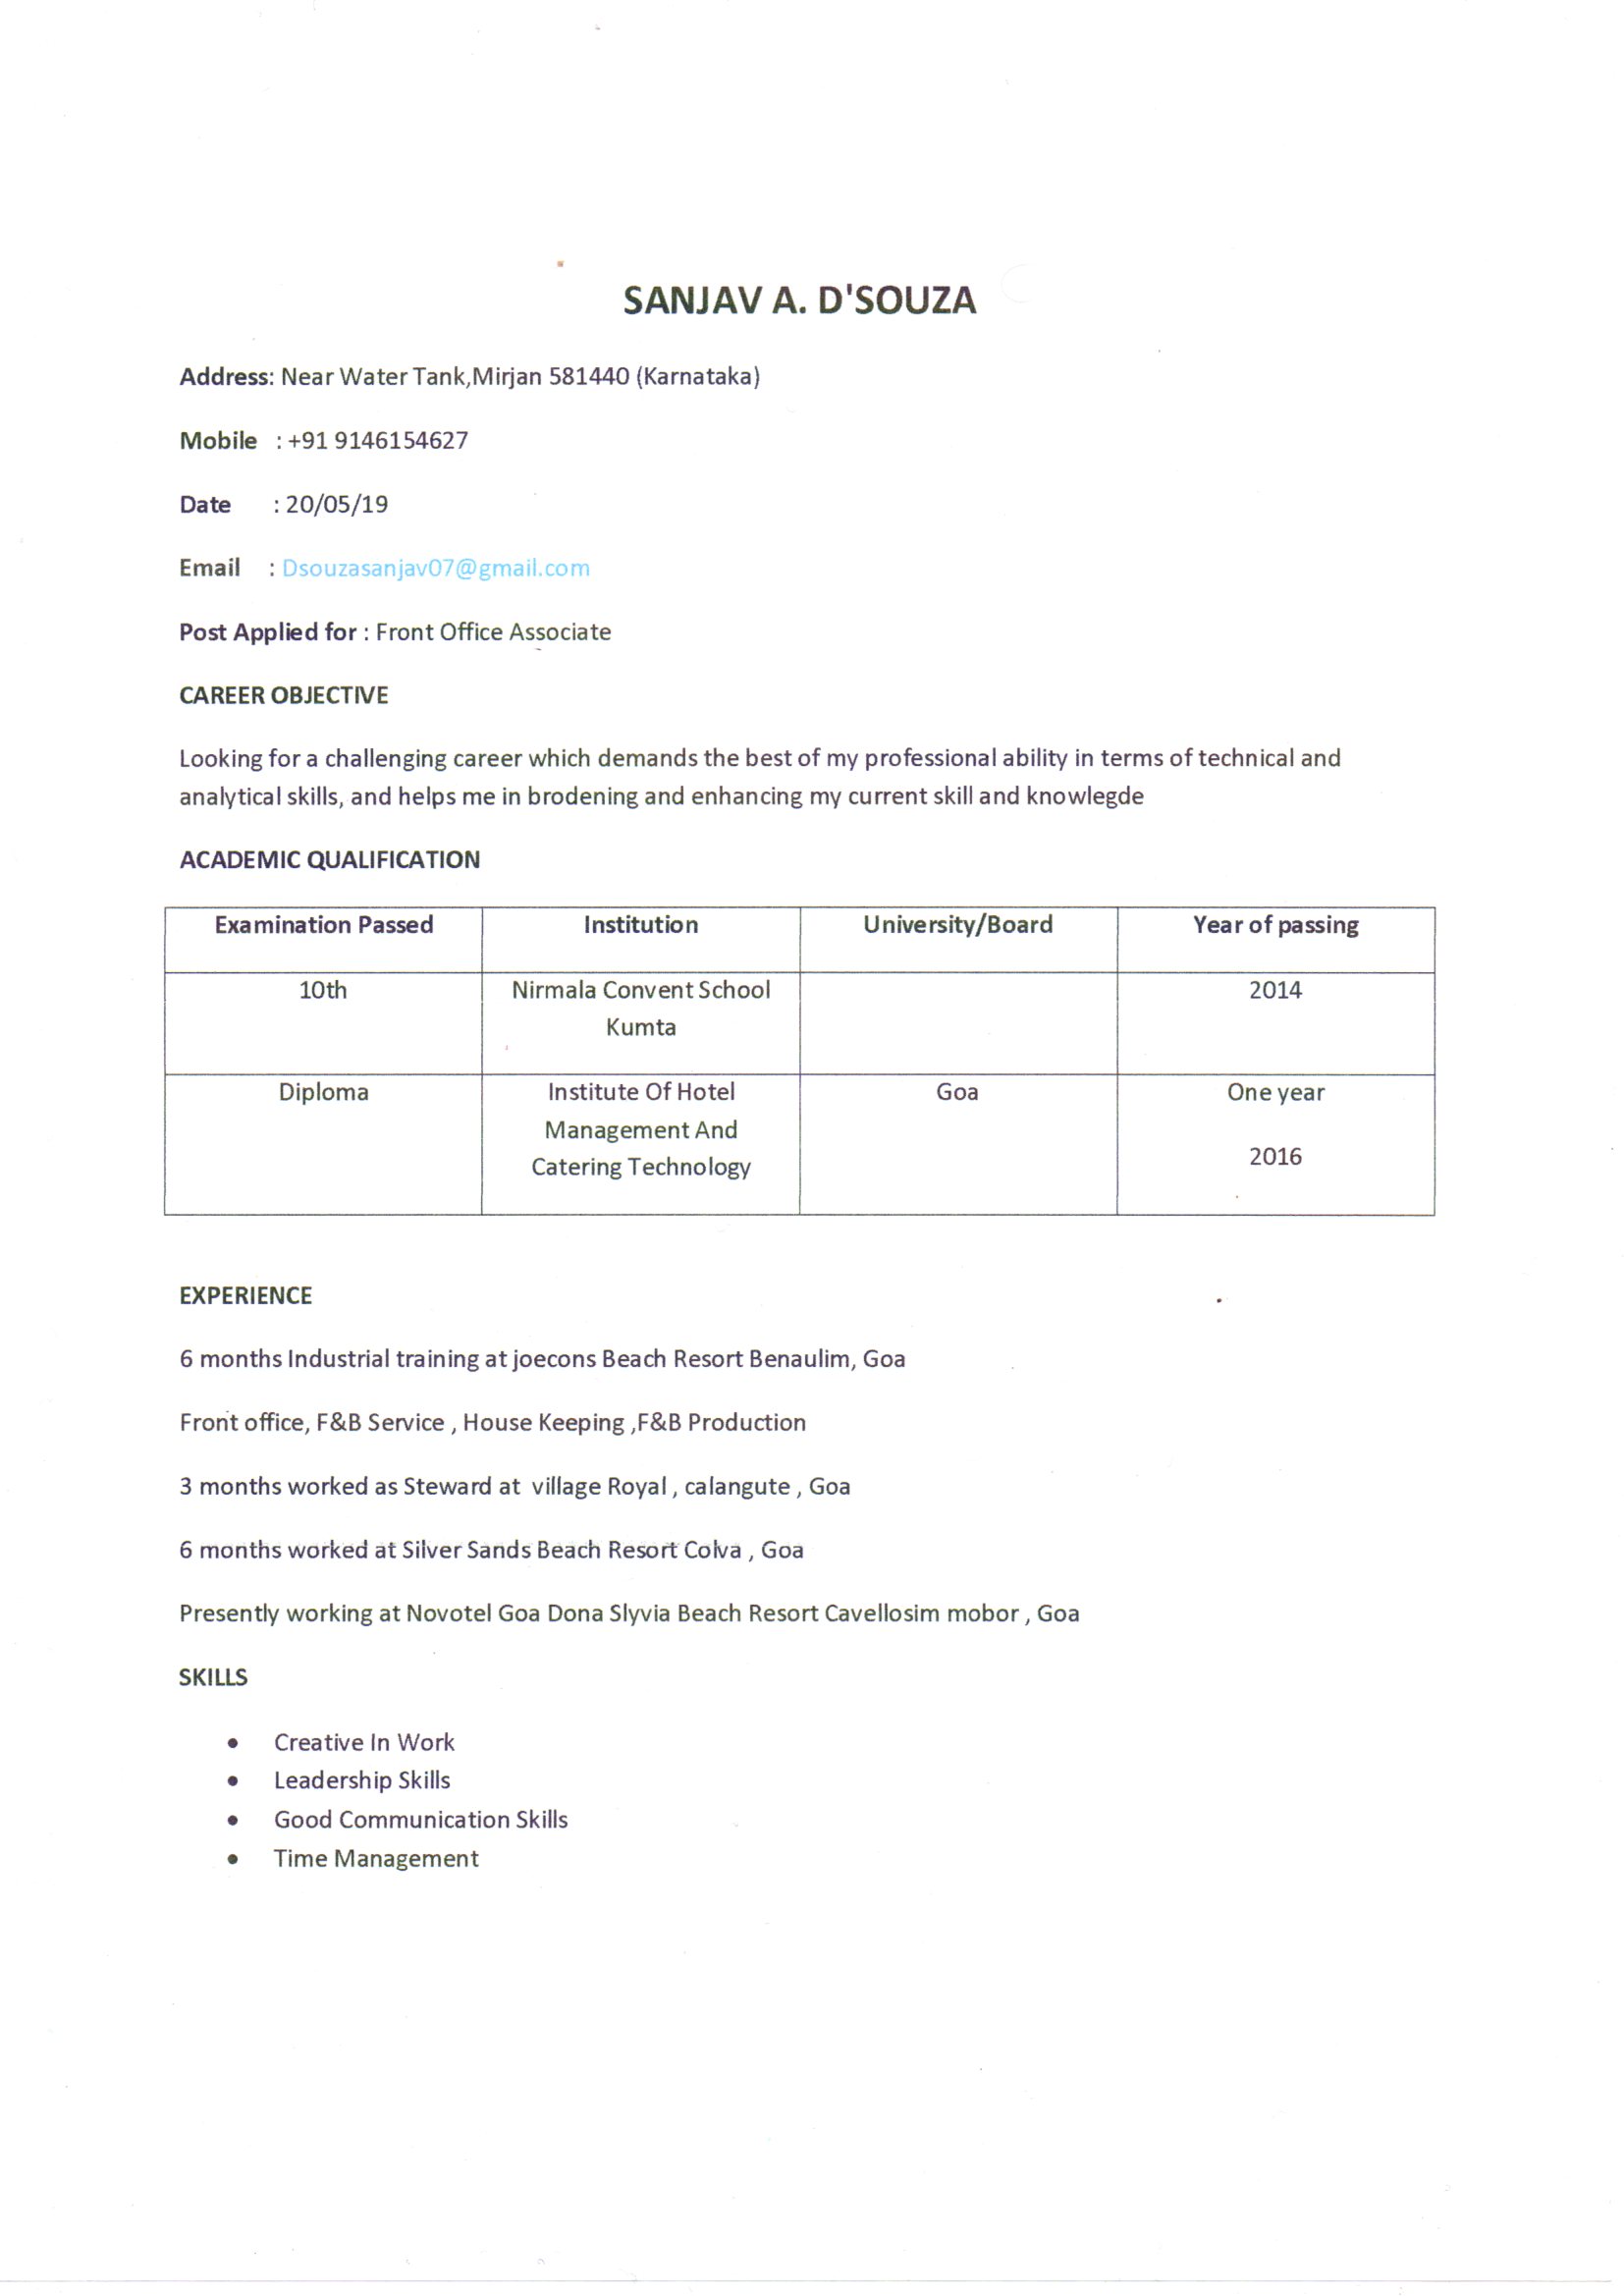 SANJAV A. D'SOUZA
Address: Near Water Tank,Mirjan 581440 (Karnataka)
Mobile : +91 9146154627
Date : 20/05/19
Email : Dsouzasanjav07@gmail.com
Post Applied for : Front Office Associate
CAREER OBJECTIVE
Looking for a challenging career which demands the best of my professional ability in terms of technical and
analytical skills, and helps me in brodening and enhancing my current skill and knowlegde
ACADEMIC QUALIFICATION
Examination Passed Institution University/Board Year of passing
10th Nirmala Convent School 2014
Kumta
Diploma Institute Of Hotel Goa One year
Management And
Catering Technology 2016
EXPERIENCE
6 months Industrial training at joecons Beach Resort Benaulim, Goa
Front office, F&B Service , House Keeping ,F&B Production
3 months worked as Steward at village Royal , calangute , Goa
6 months worked at Silver Sands Beach Resort Colva , Goa
Presently working at Novotel Goa Dona Slyvia Beach Resort Cavellosim mobor , Goa
SKILLS
• Creative In Work
• Leadership Skills
• Good Communication Skills
• Time Management